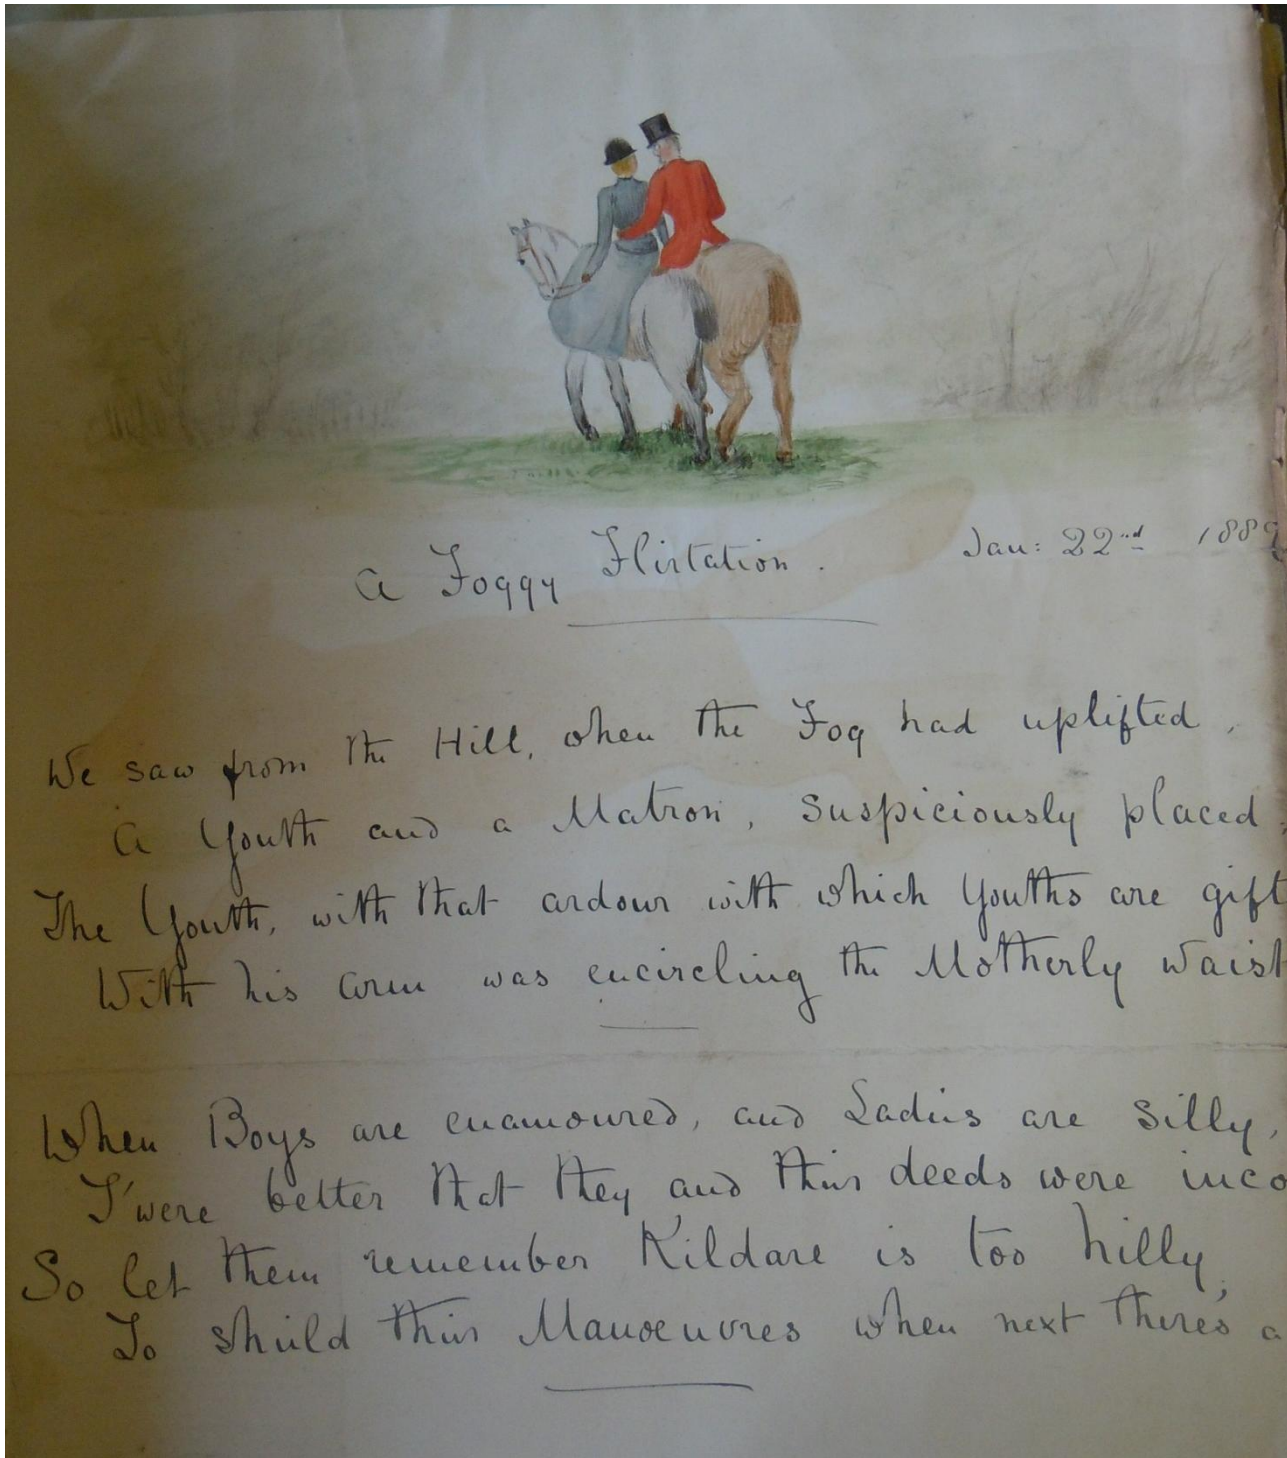 A Foggy Flirtation. Jan: 22nd 1889
We saw from the Hill, when the Fog had uplifted,
A Youth and a Matron, suspiciously placed;
The Youth, with that ardour with which Youths are gift
With his arm was encircling the Motherly waist
When Boys are enamoured, and Ladies are silly,
T'were better that they and their deeds were inco
So let them remember Kildare is too hilly,
To shield their Manoeuvres when next there's a